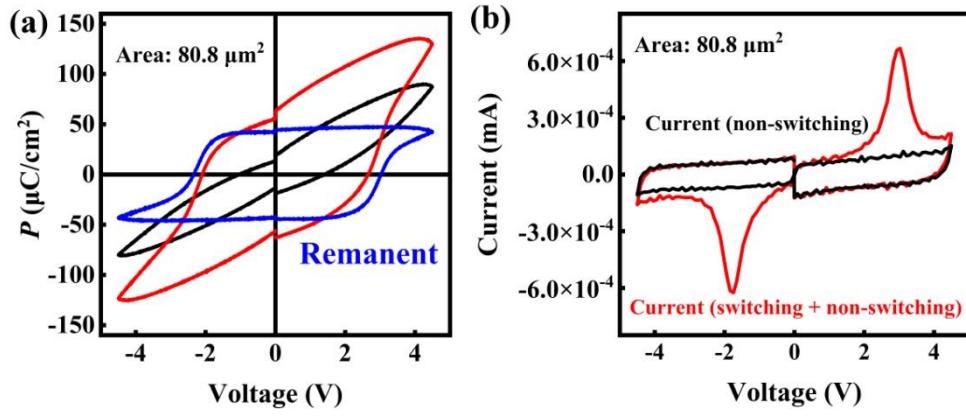 (a)
Area: 80.8 μm²
Remanent
150
100
50
0
-50
-100
-150
P (μC/cm²)
-4 -2 0 2 4
Voltage (V)
(b)
Area: 80.8 μm²
Current (non-switching)
Current (switching + non-switching)
6.0×10⁻⁴
3.0×10⁻⁴
0.0
-3.0×10⁻⁴
-6.0×10⁻⁴
Current (mA)
-4 -2 0 2 4
Voltage (V)